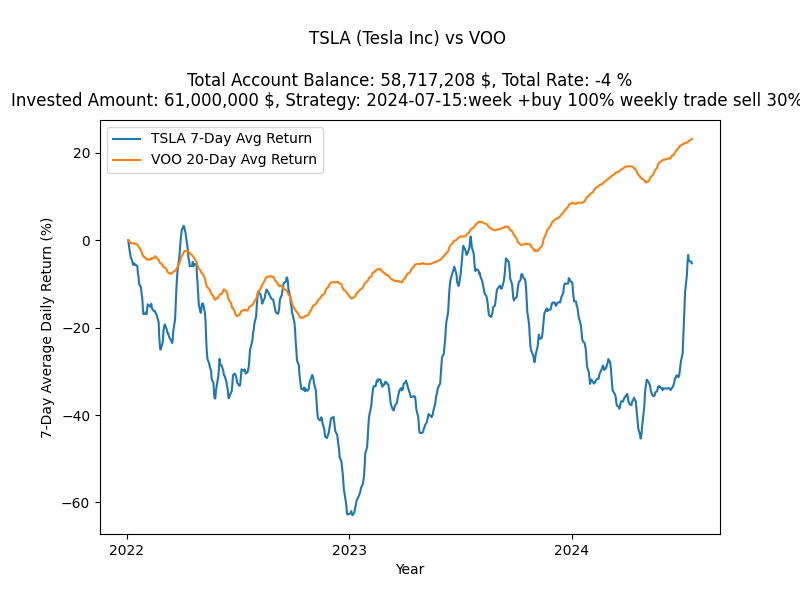 TSLA (Tesla Inc) vs VOO
Total Account Balance: 58,717,208 $, Total Rate: -4 %
Invested Amount: 61,000,000 $, Strategy: 2024-07-15:week +buy 100% weekly trade sell 30%
TSLA 7-Day Avg Return
VOO 20-Day Avg Return
7-Day Average Daily Return (%)
20
0
−20
−40
−60
2022
2023
2024
Year